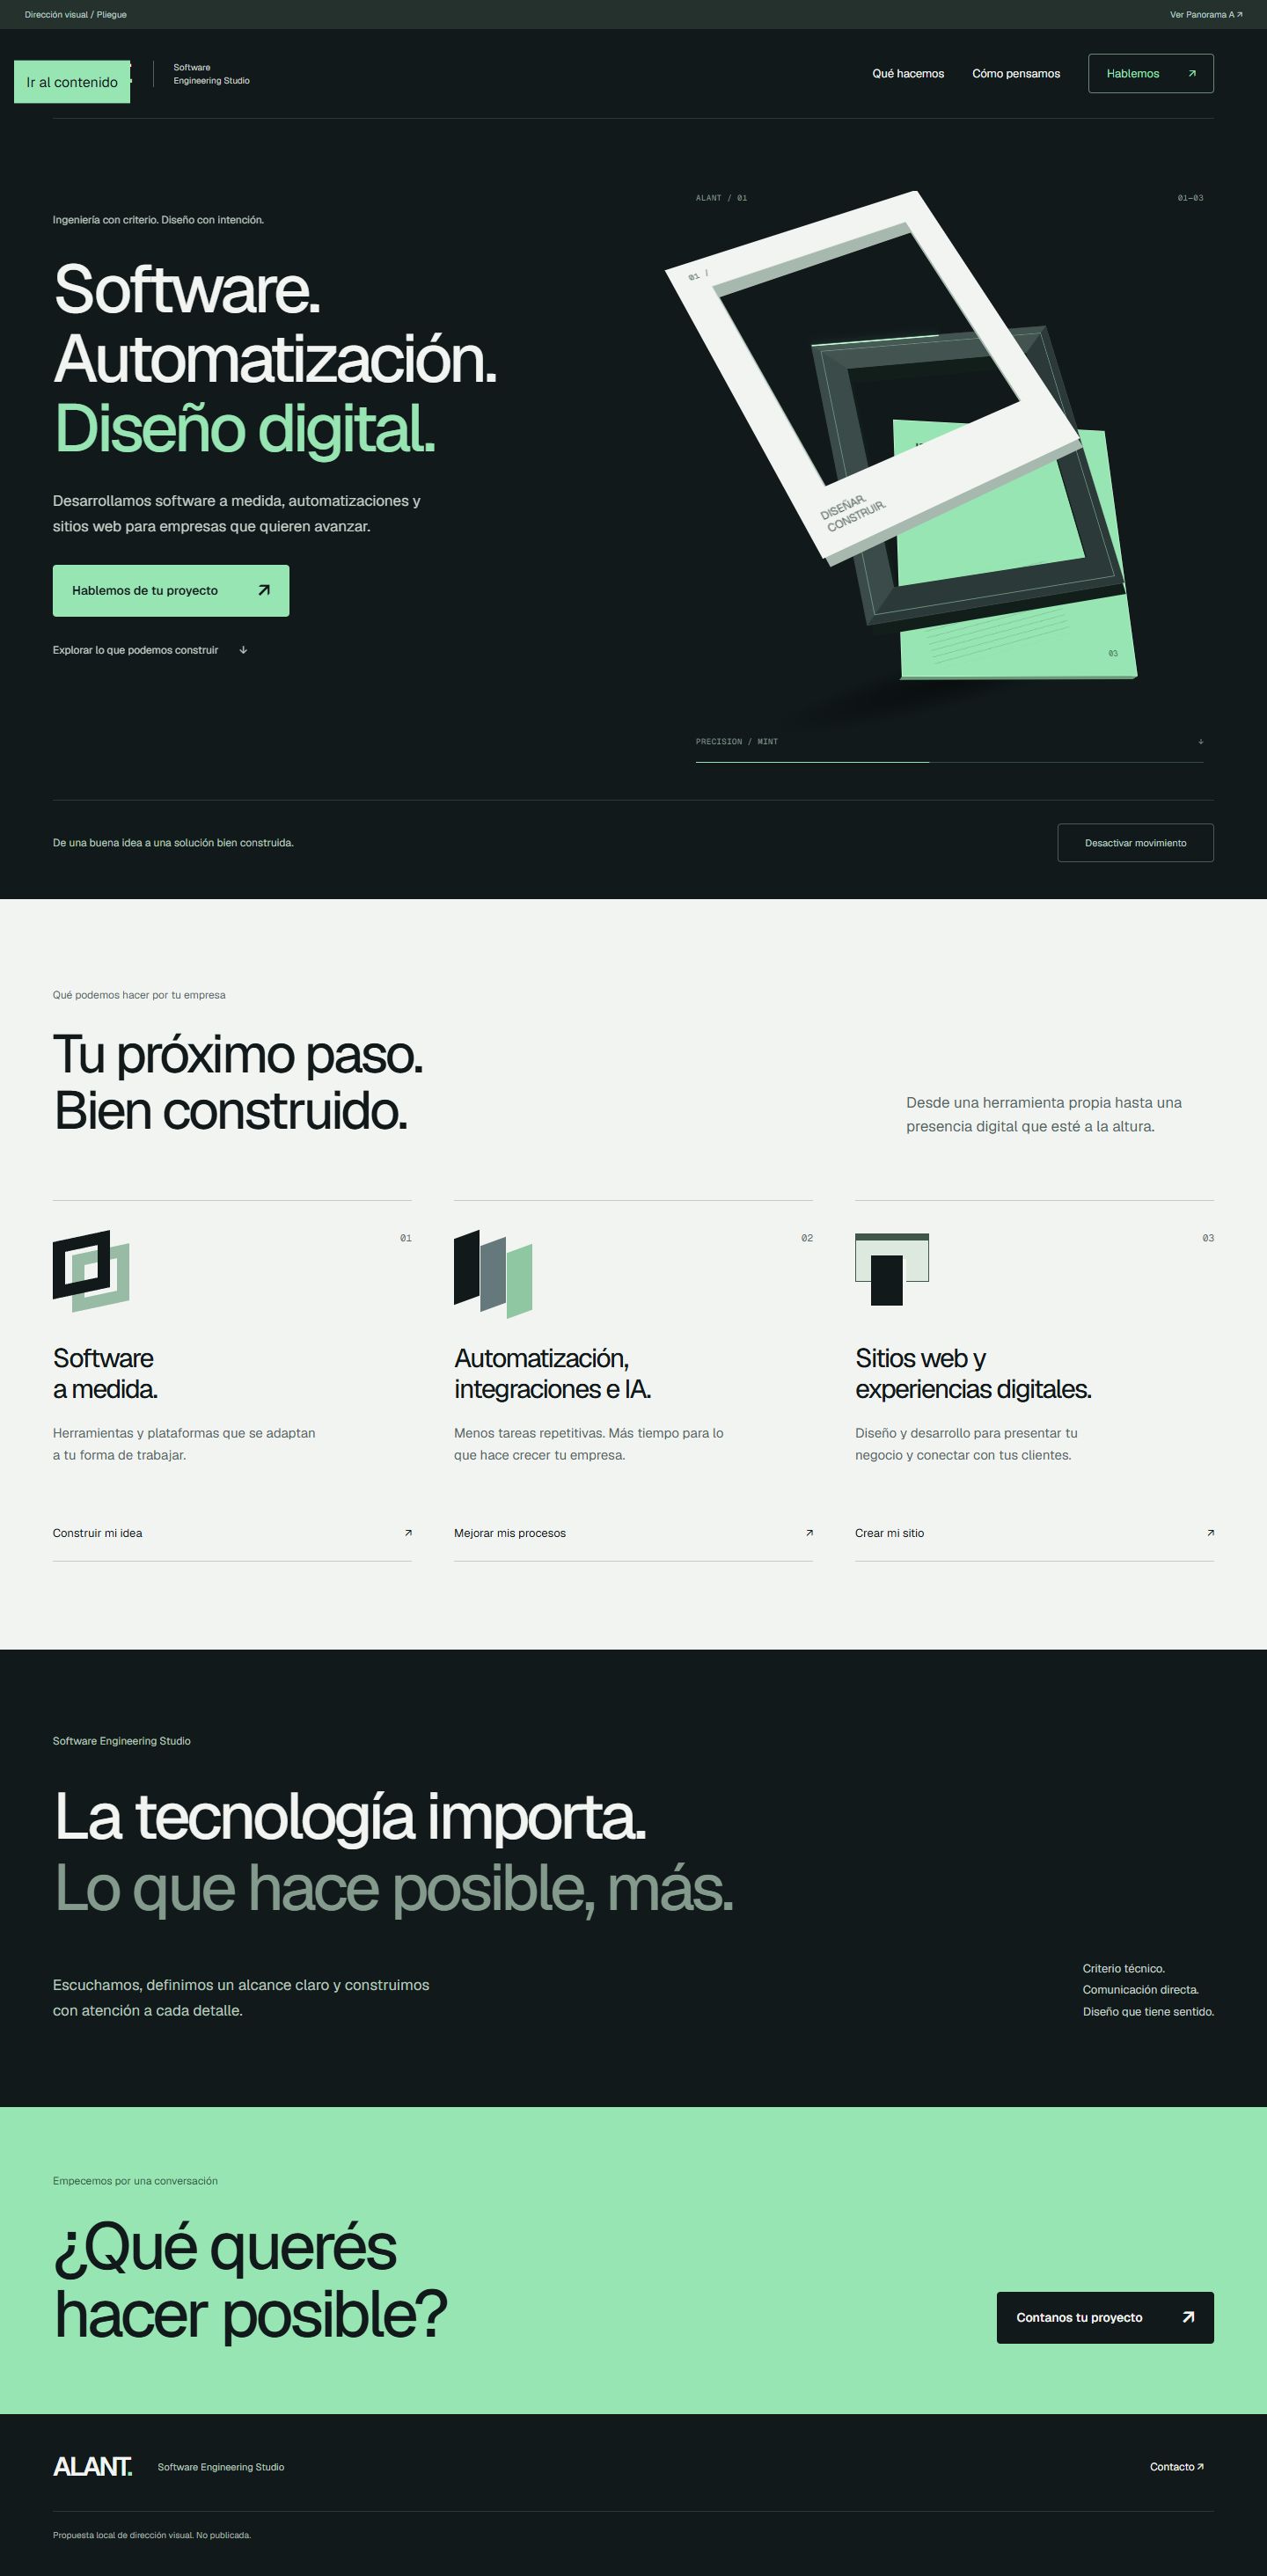 Dirección visual / Pliegue
Ver Panorama A ↗
Ir al contenido
Software
Engineering Studio
Qué hacemos
Cómo pensamos
Hablemos ↗
Ingeniería con criterio. Diseño con intención.
Software.
Automatización.
Diseño digital.
Desarrollamos software a medida, automatizaciones y
sitios web para empresas que quieren avanzar.
Hablemos de tu proyecto ↗
Explorar lo que podemos construir ↓
ALANT / 01
01—03
01 /
DISEÑAR.
CONSTRUIR.
03
PRECISION / MINT
↓
De una buena idea a una solución bien construida.
Desactivar movimiento
Qué podemos hacer por tu empresa
Tu próximo paso.
Bien construido.
Desde una herramienta propia hasta una
presencia digital que esté a la altura.
01
Software
a medida.
Herramientas y plataformas que se adaptan
a tu forma de trabajar.
Construir mi idea ↗
02
Automatización,
integraciones e IA.
Menos tareas repetitivas. Más tiempo para lo
que hace crecer tu empresa.
Mejorar mis procesos ↗
03
Sitios web y
experiencias digitales.
Diseño y desarrollo para presentar tu
negocio y conectar con tus clientes.
Crear mi sitio ↗
Software Engineering Studio
La tecnología importa.
Lo que hace posible, más.
Escuchamos, definimos un alcance claro y construimos
con atención a cada detalle.
Criterio técnico.
Comunicación directa.
Diseño que tiene sentido.
Empecemos por una conversación
¿Qué querés
hacer posible?
Contanos tu proyecto ↗
ALANT.
Software Engineering Studio
Contacto ↗
Propuesta local de dirección visual. No publicada.